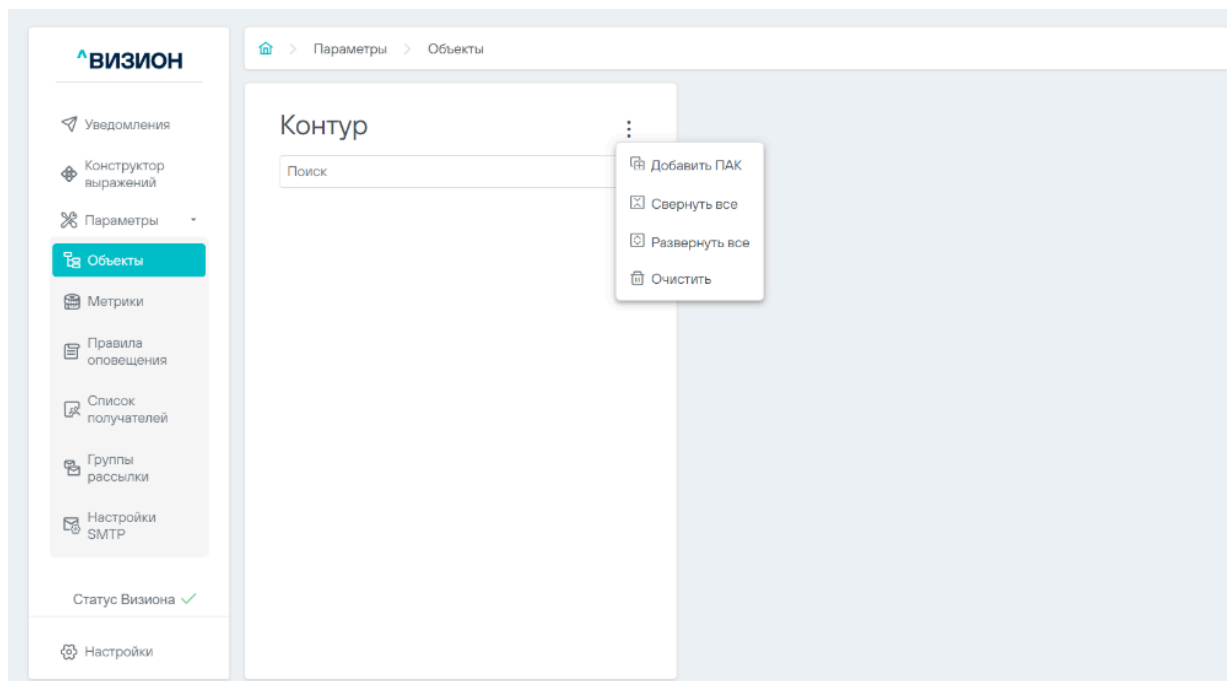 ^ВИЗИОН
Уведомления
Конструктор
выражений
Параметры
Объекты
Метрики
Правила
оповещения
Список
получателей
Группы
рассылки
Настройки
SMTP
Статус Визиона
Настройки
Параметры > Объекты
Контур
Поиск
Добавить ПАК
Свернуть все
Развернуть все
Очистить